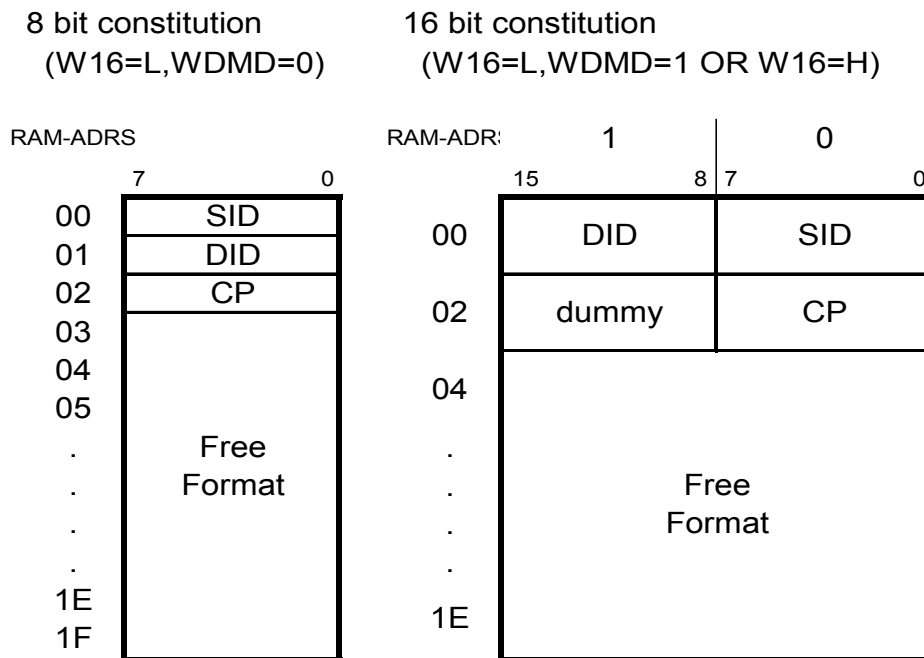 8 bit constitution
(W16=L,WDMD=0)
RAM-ADRS
7 0
00 SID
01 DID
02 CP
03
04
05
.
.
.
.
1E
1F
Free
Format
16 bit constitution
(W16=L,WDMD=1 OR W16=H)
RAM-ADR
1 0
15 8 7 0
00 DID SID
02 dummy CP
04
.
.
.
.
1E
Free
Format